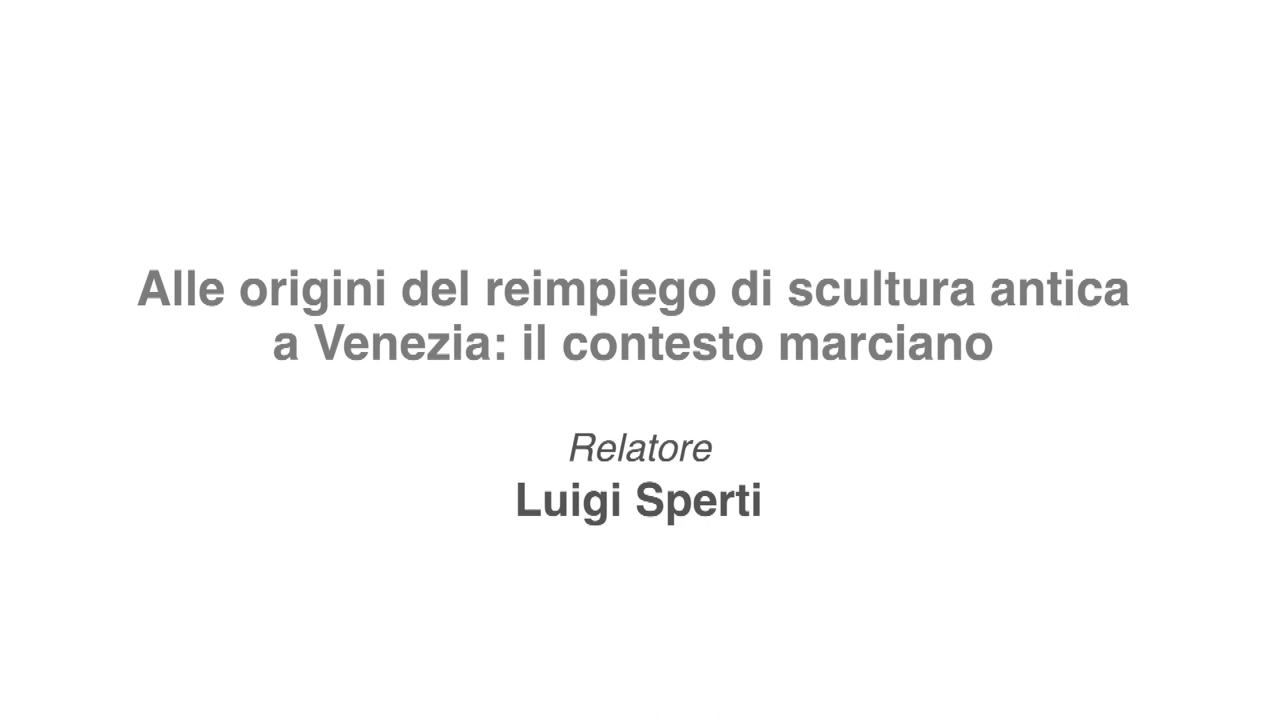 Alle origini del reimpiego di scultura antica
a Venezia: il contesto marciano
Relatore
Luigi Sperti